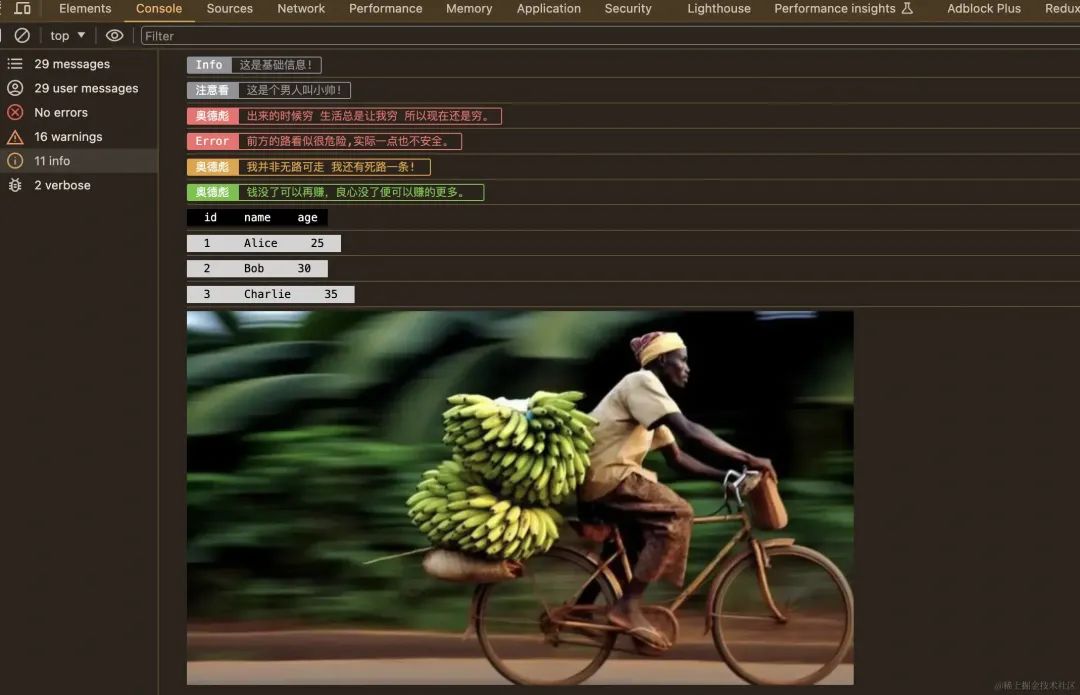 Elements Console Sources Network Performance Memory Application Security Lighthouse Performance insights Adblock Plus Redux
top Filter
29 messages
29 user messages
No errors
16 warnings
11 info
2 verbose
Info 这是基础信息！
注意看 这是个男人叫小帅！
奥德彪 出来的时候穷 生活总是让我穷 所以现在还是穷。
Error 前方的路看似很危险,实际一点也不安全。
奥德彪 我并非无路可走 我还有死路一条！
奥德彪 钱没了可以再赚，良心没了便可以赚的更多。
id name age
1 Alice 25
2 Bob 30
3 Charlie 35
@稀土掘金技术社区